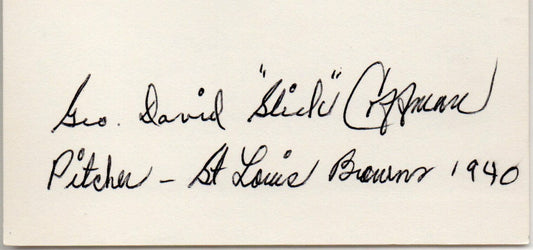 Geo. David "Slick" Coffman
Pitcher - St Louis Browns 1940